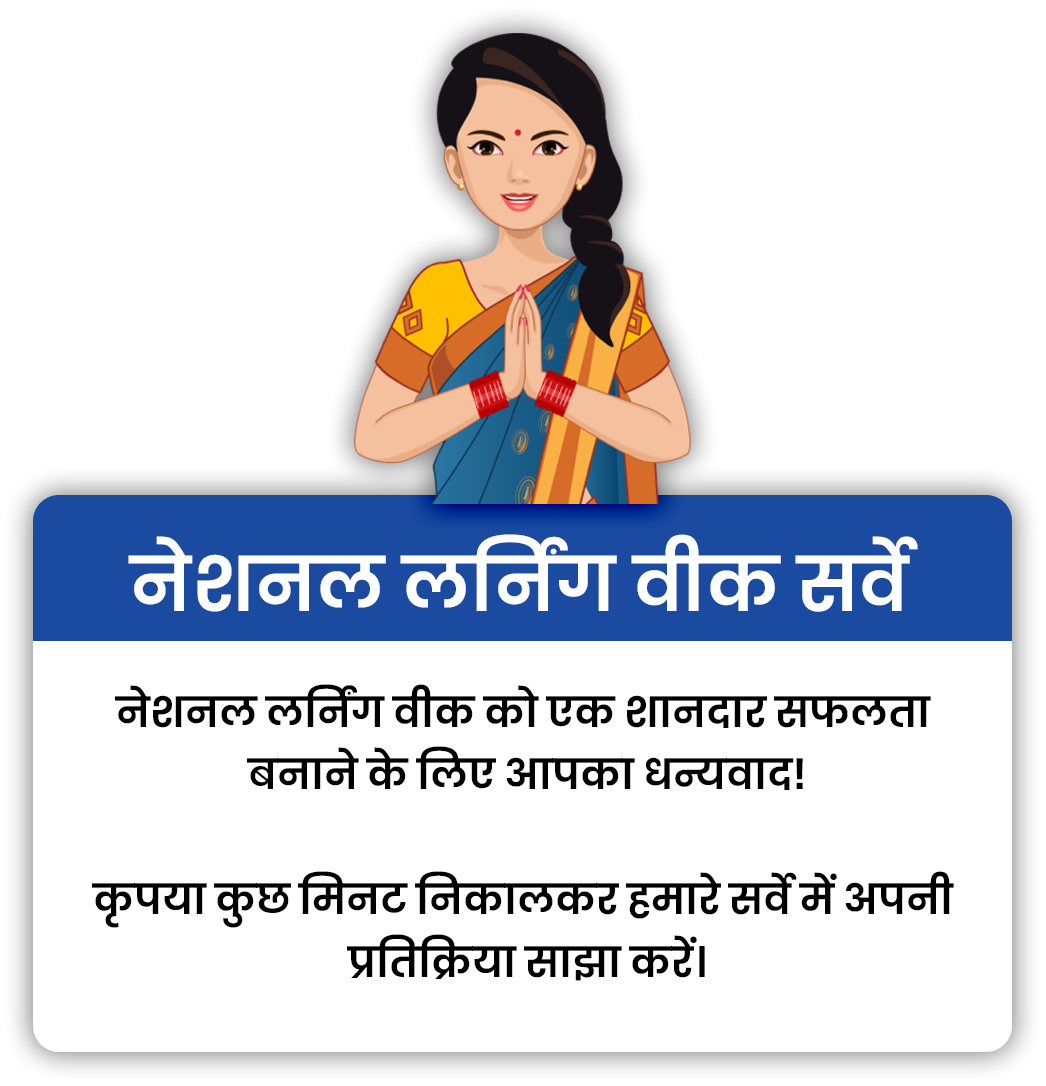 नेशनल लर्निंग वीक सर्वे
नेशनल लर्निंग वीक को एक शानदार सफलता
बनाने के लिए आपका धन्यवाद!
कृपया कुछ मिनट निकालकर हमारे सर्वे में अपनी
प्रतिक्रिया साझा करें।